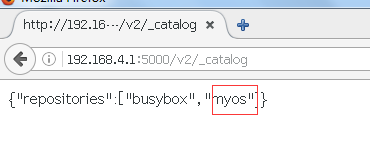 Mozilla Firefox
http://192.16···/v2/_catalog
192.168.4.1:5000/v2/_catalog
{"repositories":["busybox","myos"]}